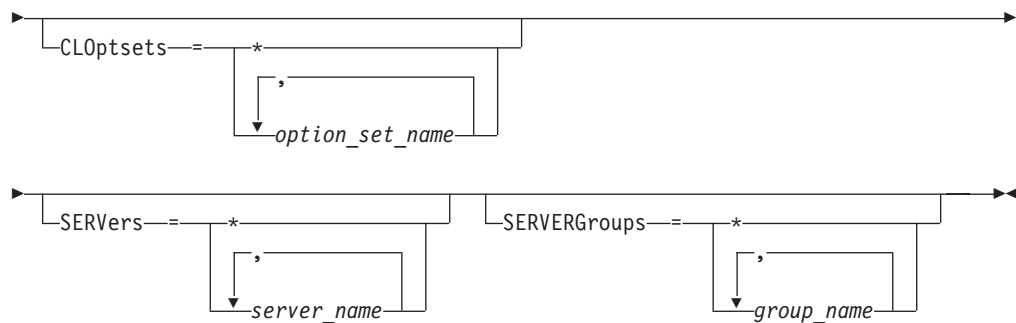 CLOptsets = *
,
option_set_name
SERVers = * SERVERGroups = *
, ,
server_name group_name